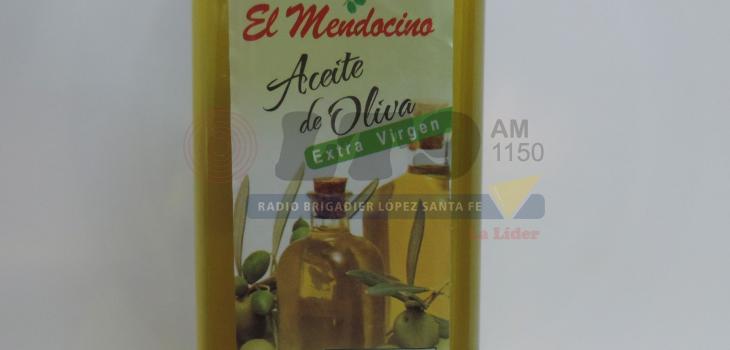 El Mendocino
Aceite
de Oliva
Extra Virgen
AM
1150
RADIO BRIGADIER LÓPEZ SANTA FE
La Líder